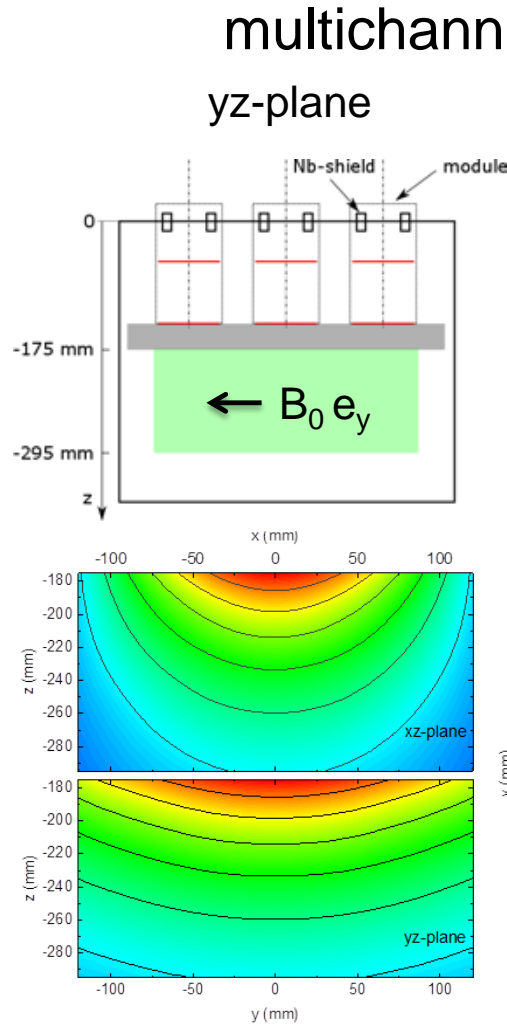 multichann
yz-plane
Nb-shield module
0
-175 mm
B₀ e_y
-295 mm
z
x (mm)
-100 -50 0 50 100
-180
-200
-220
-240
-260
-280
z (mm)
xz-plane
y (mm)
-180
-200
-220
-240
-260
-280
z (mm)
yz-plane
-100 -50 0 50 100
y (mm)